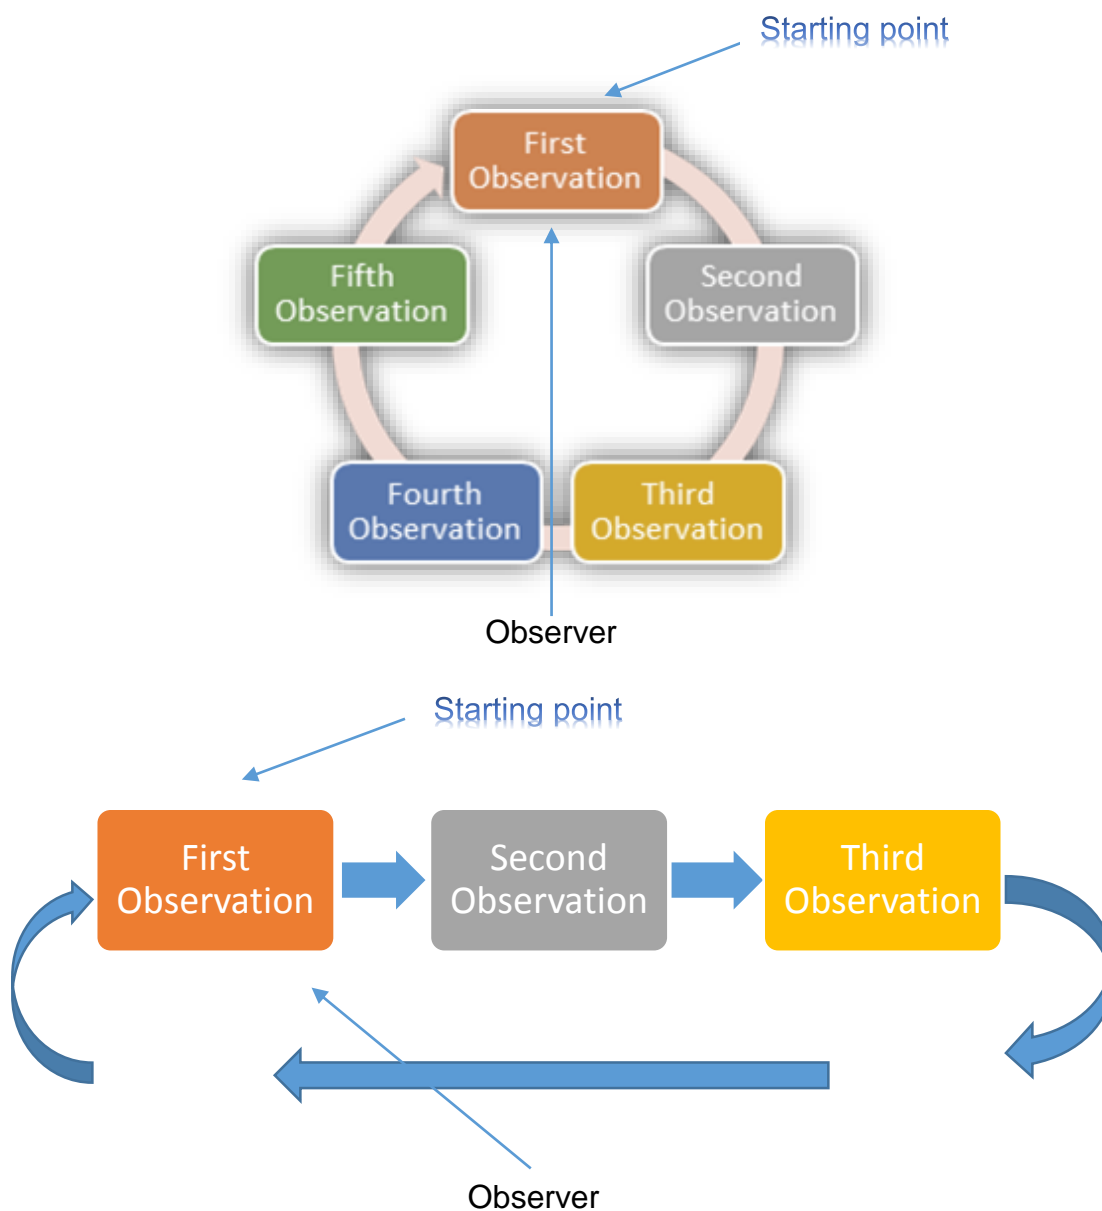 Starting point
First
Observation
Fifth
Observation
Second
Observation
Fourth
Observation
Third
Observation
Observer
Starting point
First
Observation
Second
Observation
Third
Observation
Observer